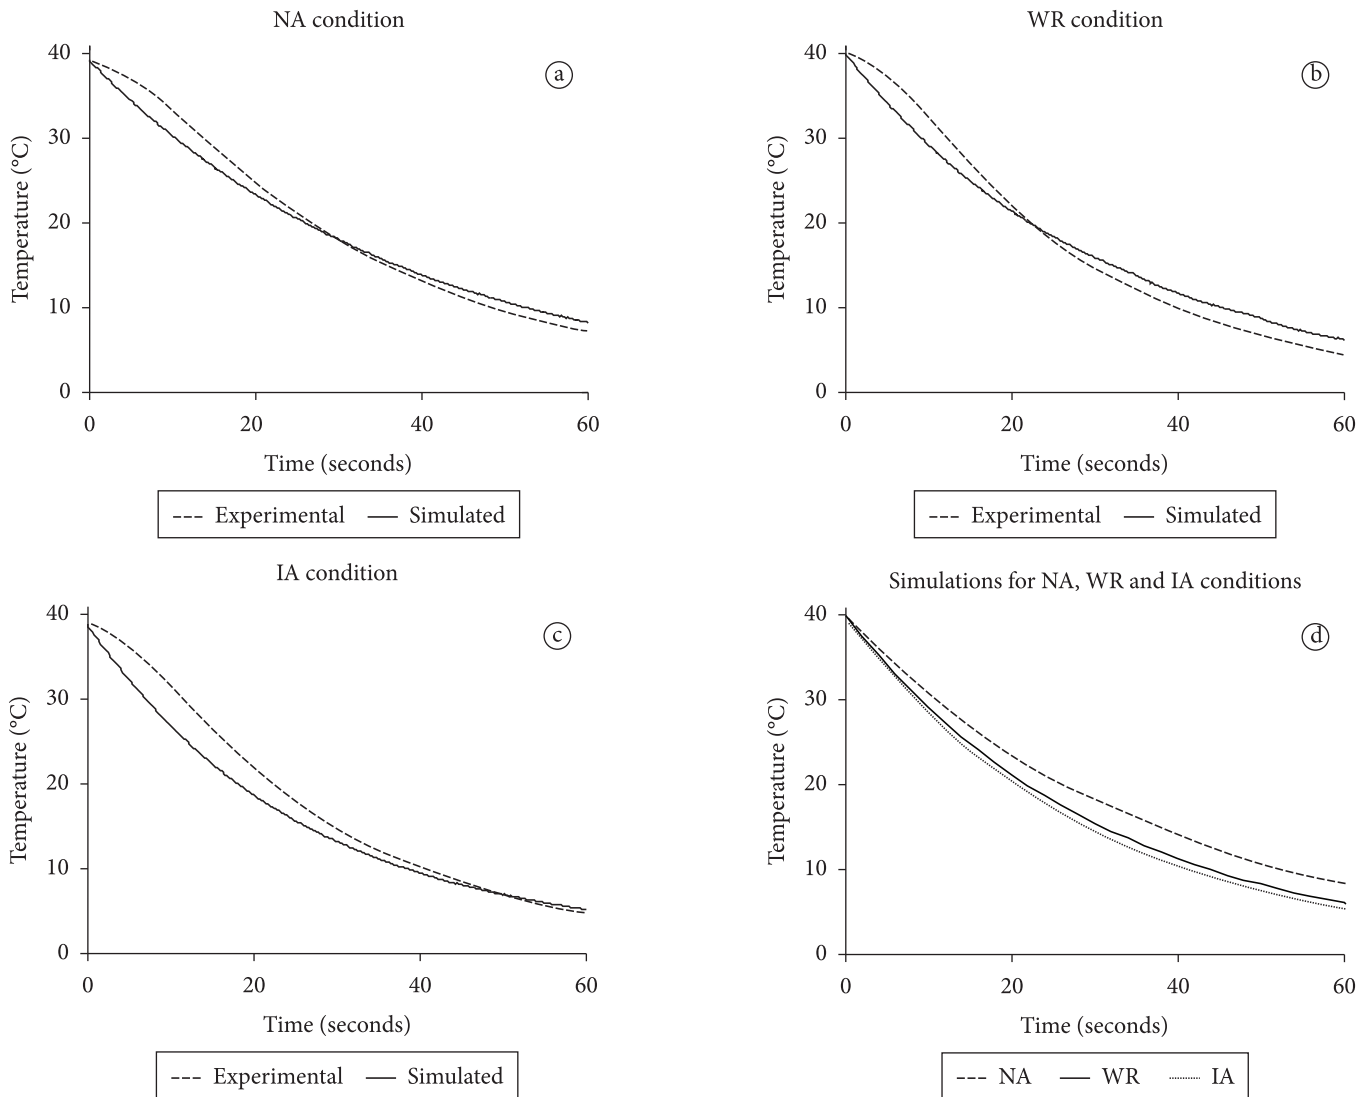 NA condition
a
40
30
20
10
0
Temperature (°C)
0 20 40 60
Time (seconds)
Experimental Simulated
WR condition
b
40
30
20
10
0
Temperature (°C)
0 20 40 60
Time (seconds)
Experimental Simulated
IA condition
c
40
30
20
10
0
Temperature (°C)
0 20 40 60
Time (seconds)
Experimental Simulated
Simulations for NA, WR and IA conditions
d
40
30
20
10
0
Temperature (°C)
0 20 40 60
Time (seconds)
NA WR IA